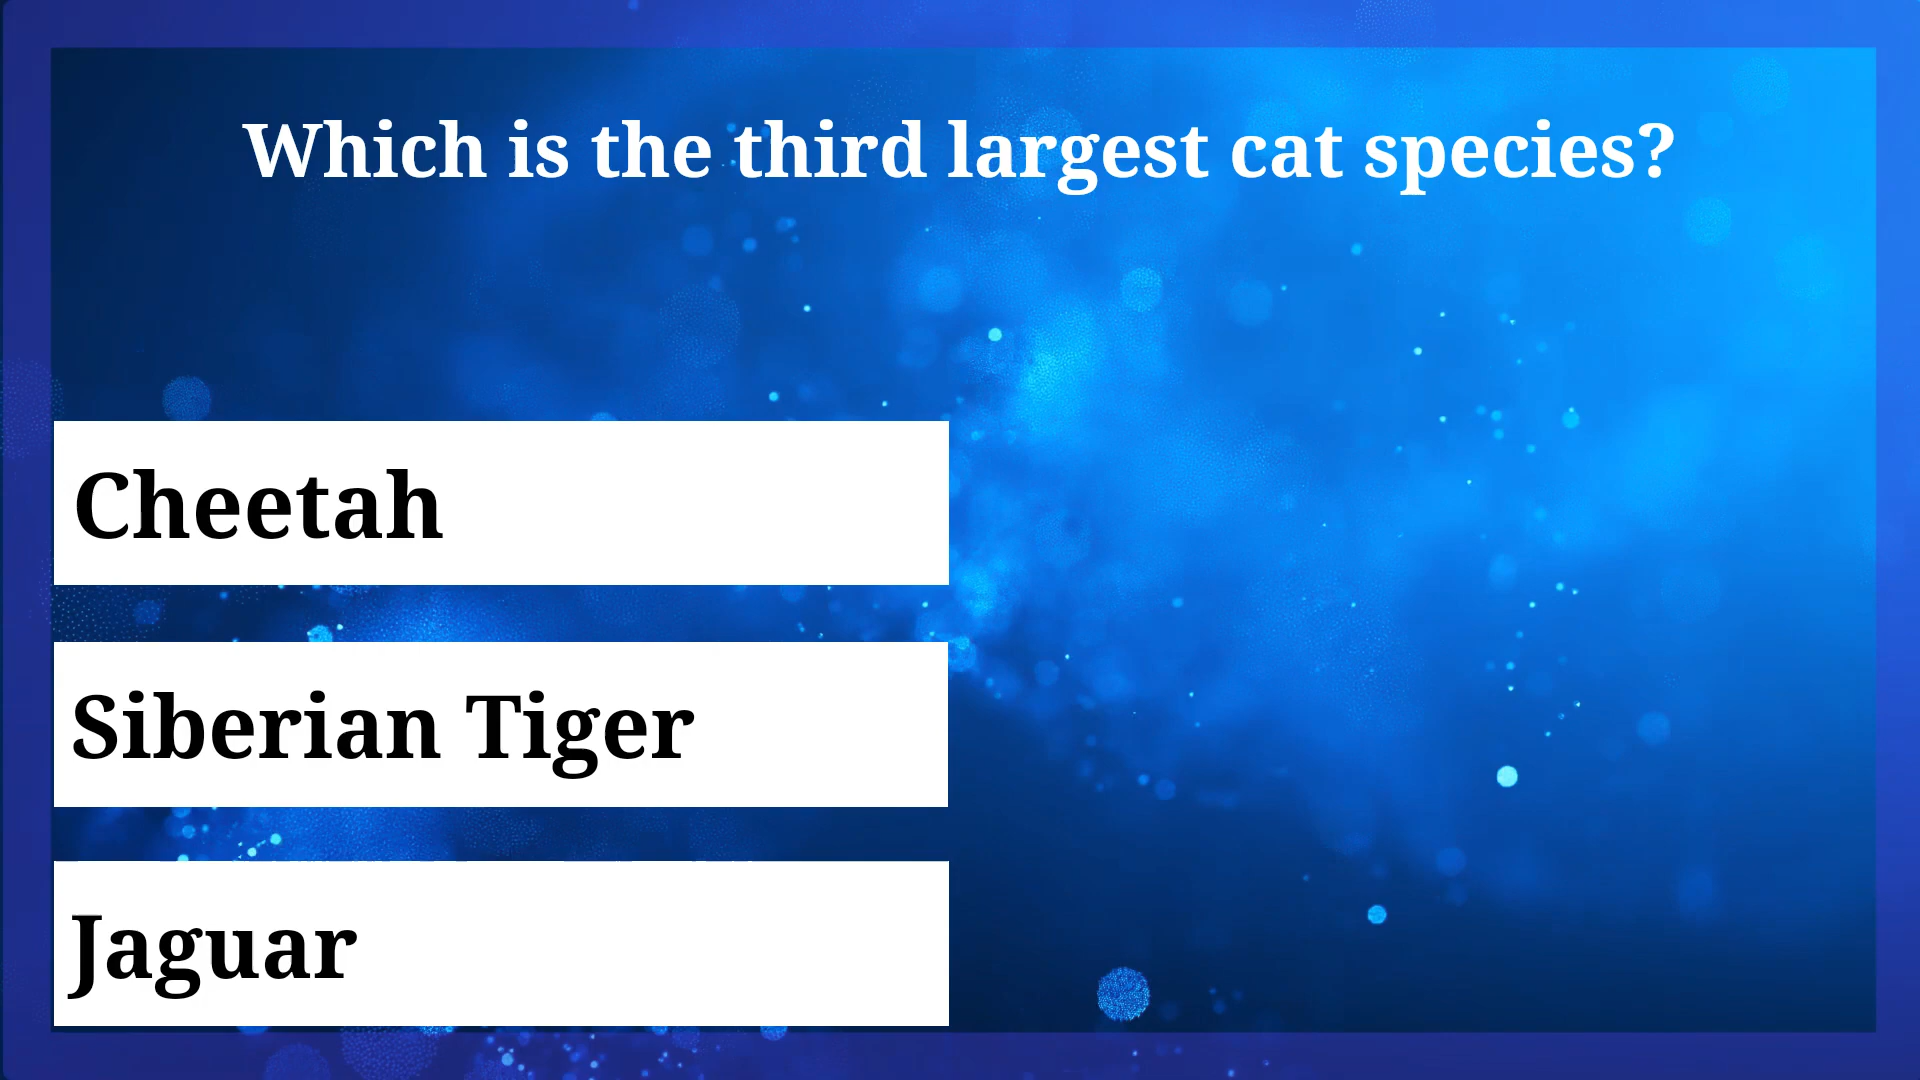 Which is the third largest cat species?
Cheetah
Siberian Tiger
Jaguar